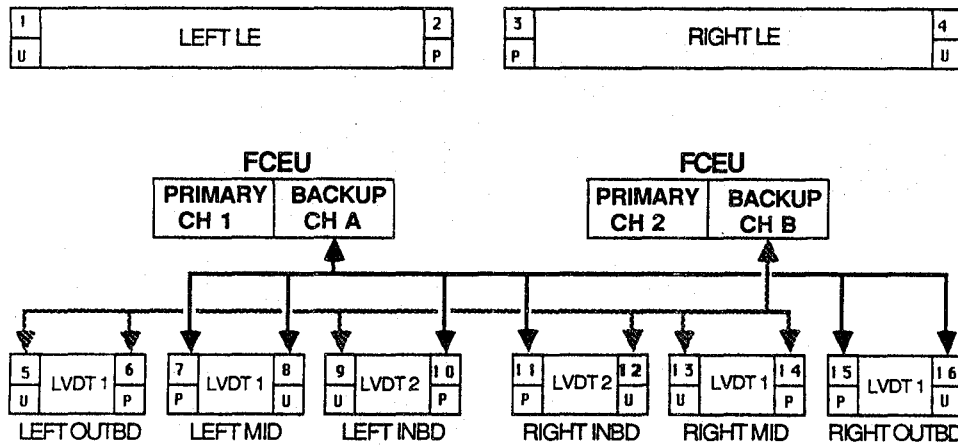 1 LEFT LE 2 3 RIGHT LE 4
U P P U
FCEU FCEU
PRIMARY BACKUP PRIMARY BACKUP
CH 1 CH A CH 2 CH B
5 LVDT 1 6 7 LVDT 1 8 9 LVDT 2 10 11 LVDT 2 12 13 LVDT 1 14 15 LVDT 1 16
U P P U U P P U U P P U
LEFT OUTBD LEFT MID LEFT INBD RIGHT INBD RIGHT MID RIGHT OUTBD